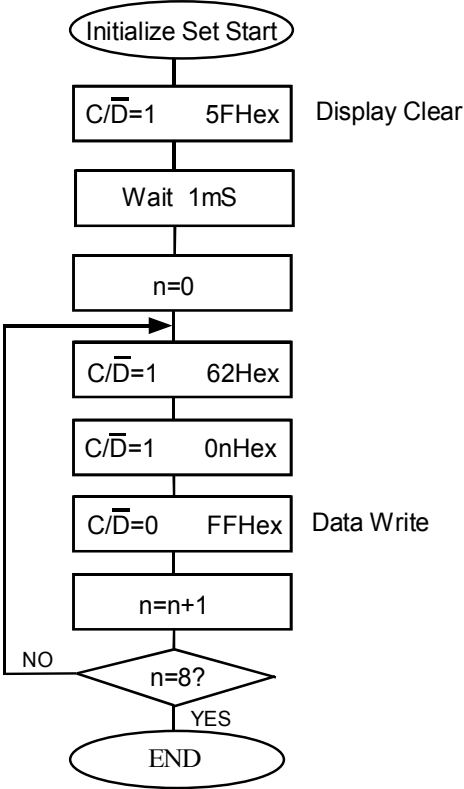 Initialize Set Start
C/D̅=1 5FHex Display Clear
Wait 1mS
n=0
C/D̅=1 62Hex
C/D̅=1 0nHex
C/D̅=0 FFHex Data Write
n=n+1
NO
n=8?
YES
END